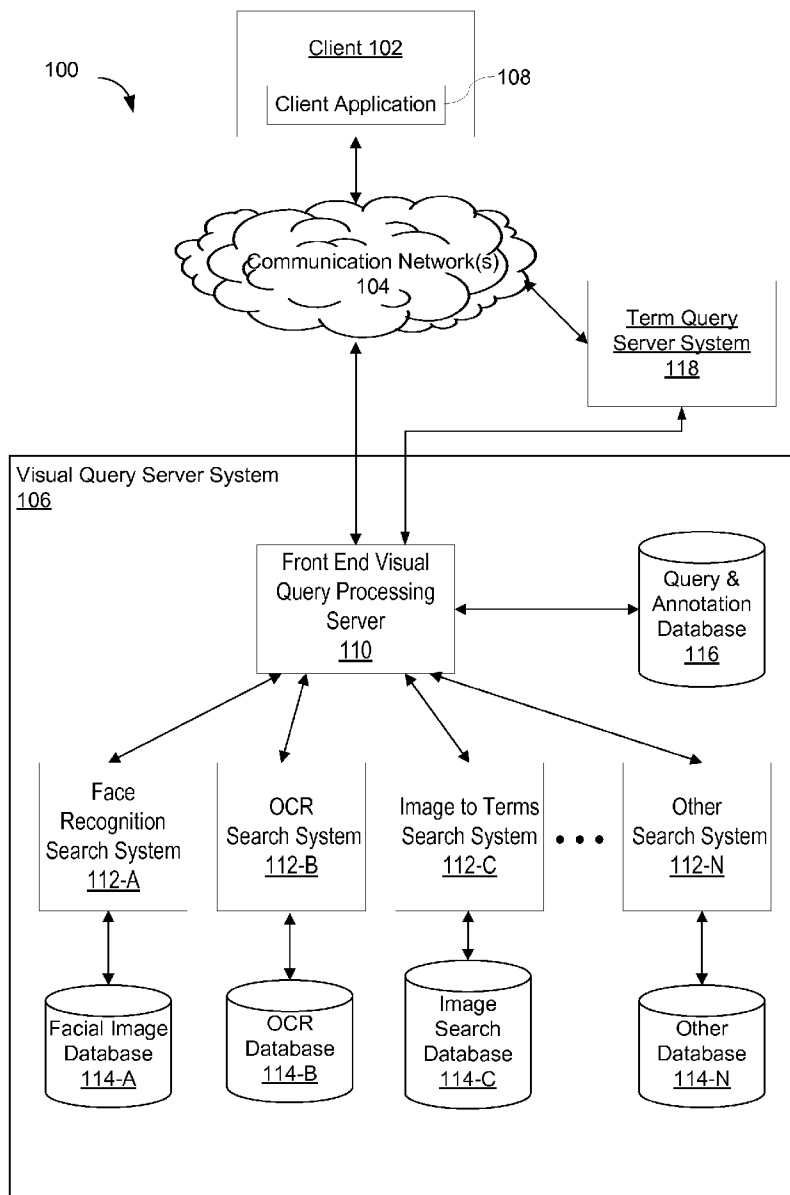 100
Client 102
Client Application
108
Communication Network(s)
104
Term Query
Server System
118
Visual Query Server System
106
Front End Visual
Query Processing
Server
110
Query &
Annotation
Database
116
Face
Recognition
Search System
112-A
OCR
Search System
112-B
Image to Terms
Search System
112-C
Other
Search System
112-N
Facial Image
Database
114-A
OCR
Database
114-B
Image
Search
Database
114-C
Other
Database
114-N